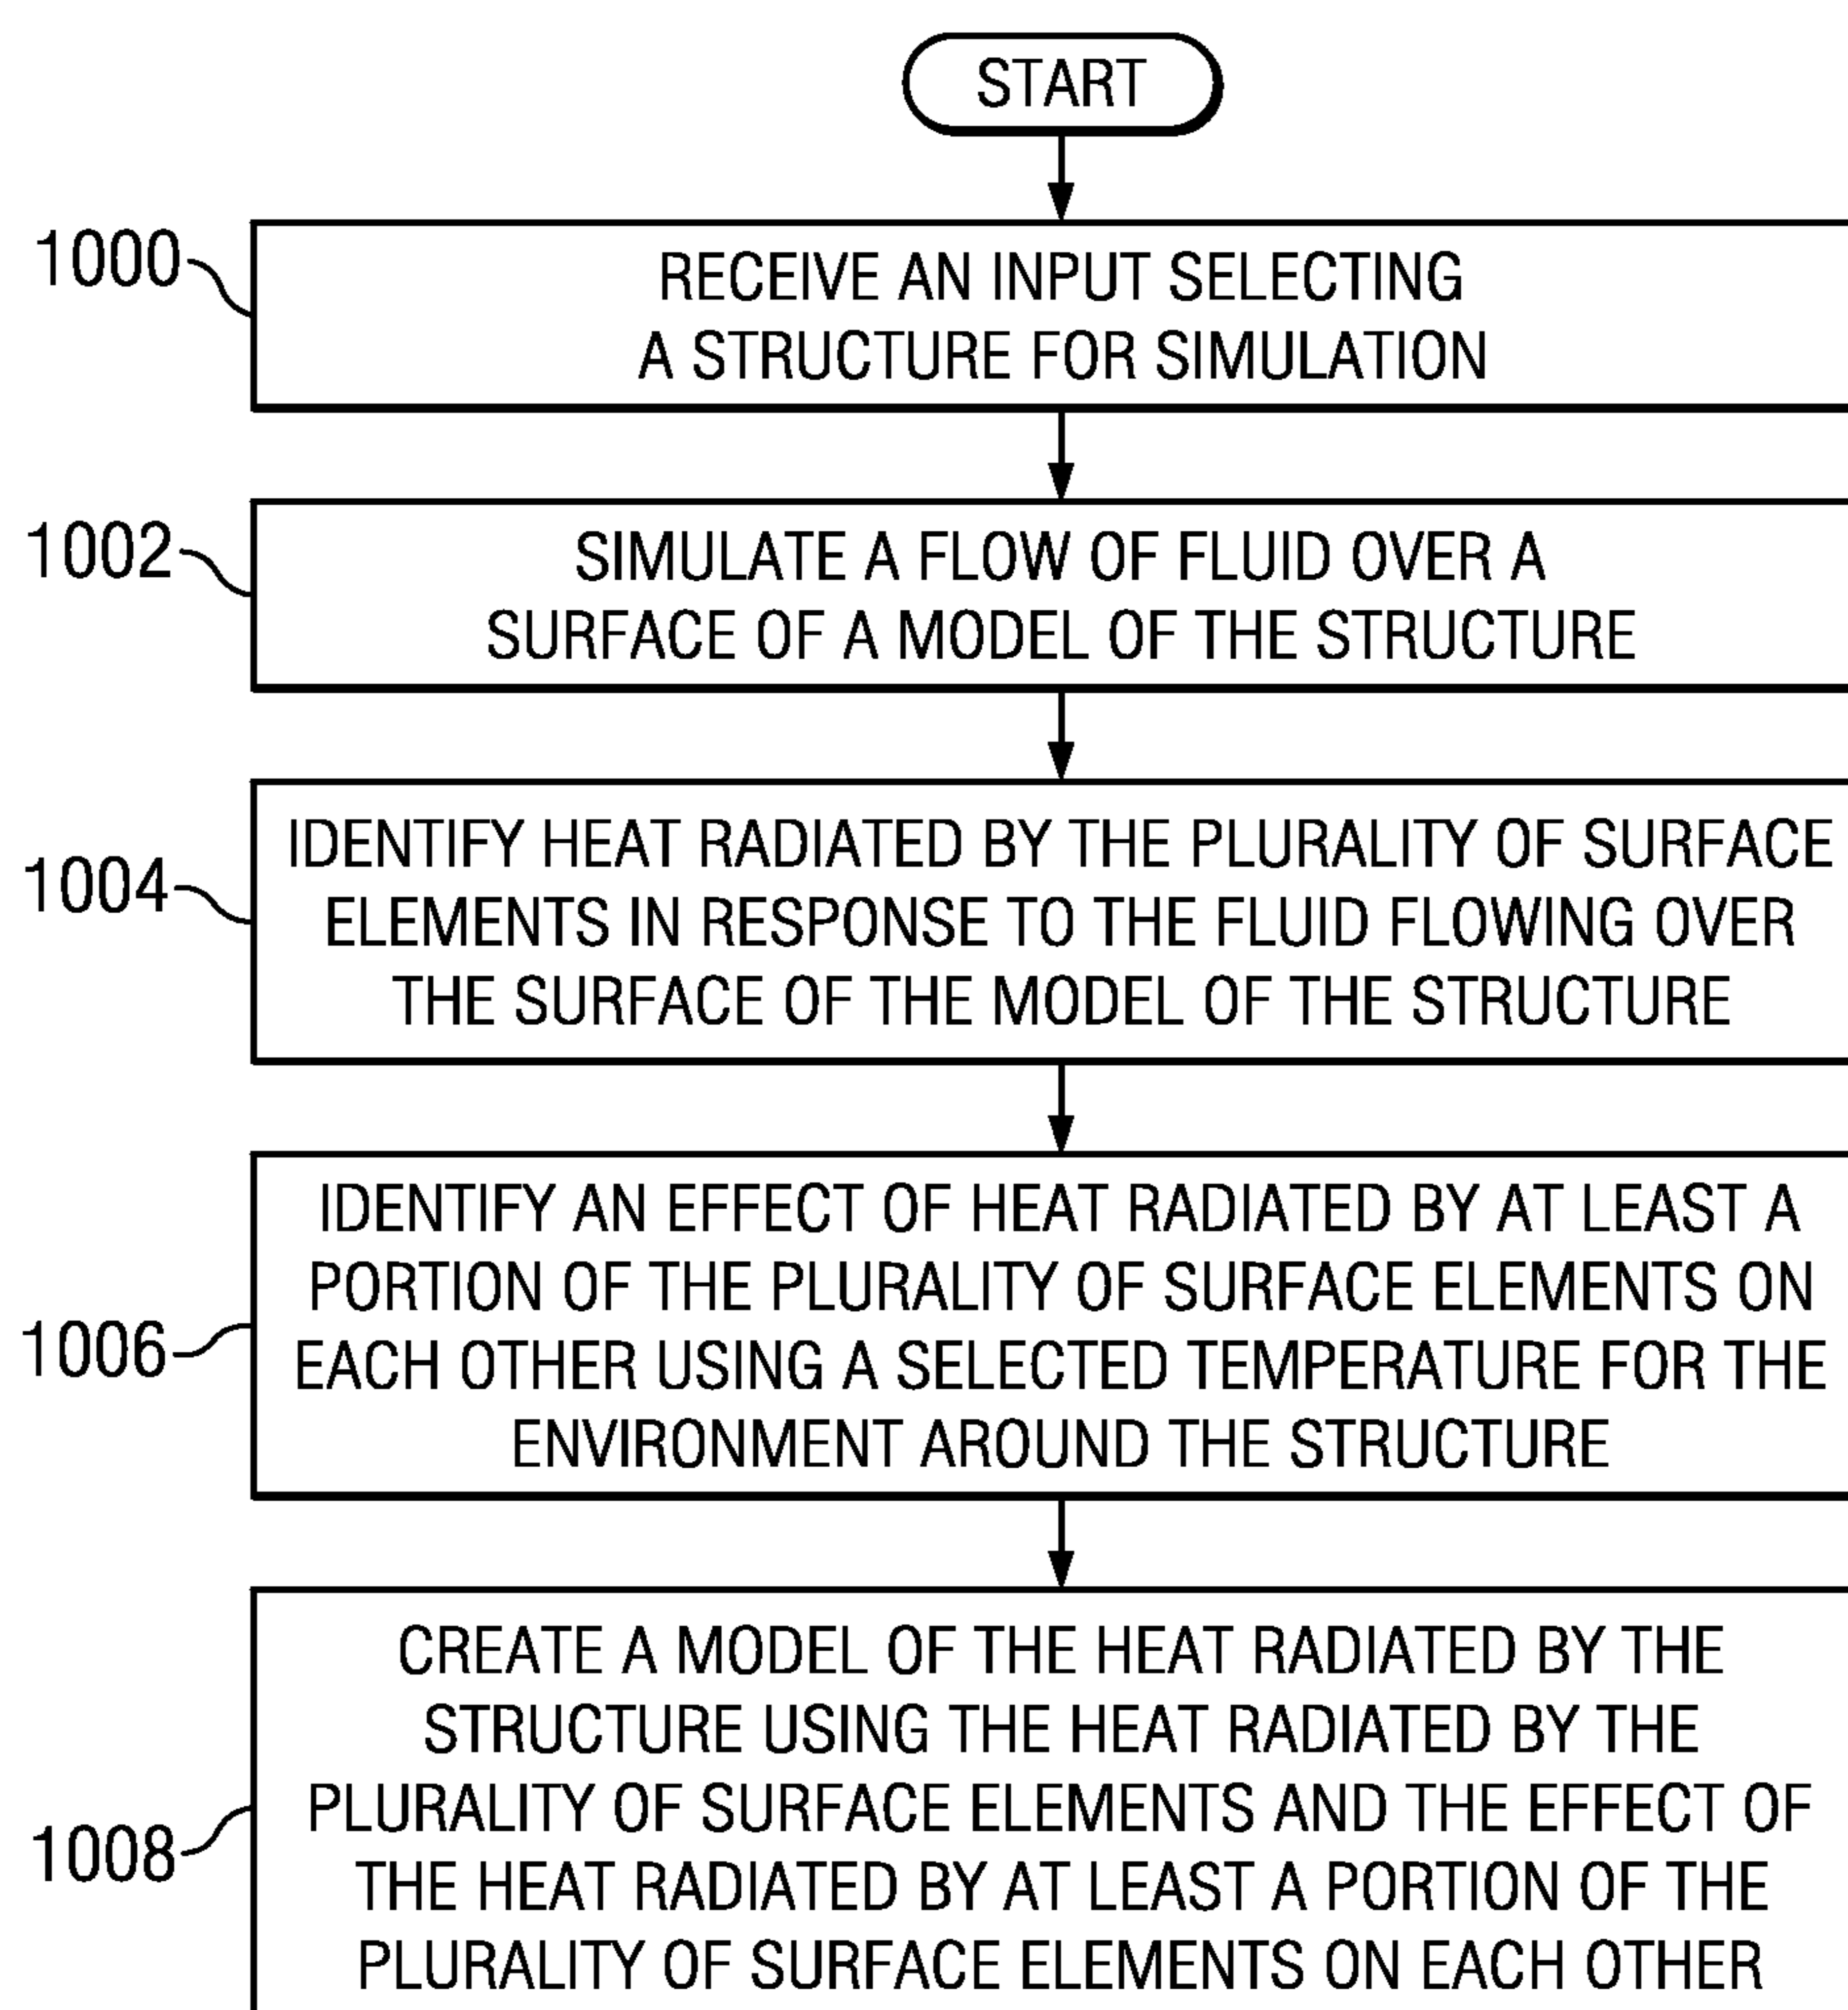 START
1000
RECEIVE AN INPUT SELECTING
A STRUCTURE FOR SIMULATION
1002
SIMULATE A FLOW OF FLUID OVER A
SURFACE OF A MODEL OF THE STRUCTURE
1004
IDENTIFY HEAT RADIATED BY THE PLURALITY OF SURFACE
ELEMENTS IN RESPONSE TO THE FLUID FLOWING OVER
THE SURFACE OF THE MODEL OF THE STRUCTURE
1006
IDENTIFY AN EFFECT OF HEAT RADIATED BY AT LEAST A
PORTION OF THE PLURALITY OF SURFACE ELEMENTS ON
EACH OTHER USING A SELECTED TEMPERATURE FOR THE
ENVIRONMENT AROUND THE STRUCTURE
1008
CREATE A MODEL OF THE HEAT RADIATED BY THE
STRUCTURE USING THE HEAT RADIATED BY THE
PLURALITY OF SURFACE ELEMENTS AND THE EFFECT OF
THE HEAT RADIATED BY AT LEAST A PORTION OF THE
PLURALITY OF SURFACE ELEMENTS ON EACH OTHER